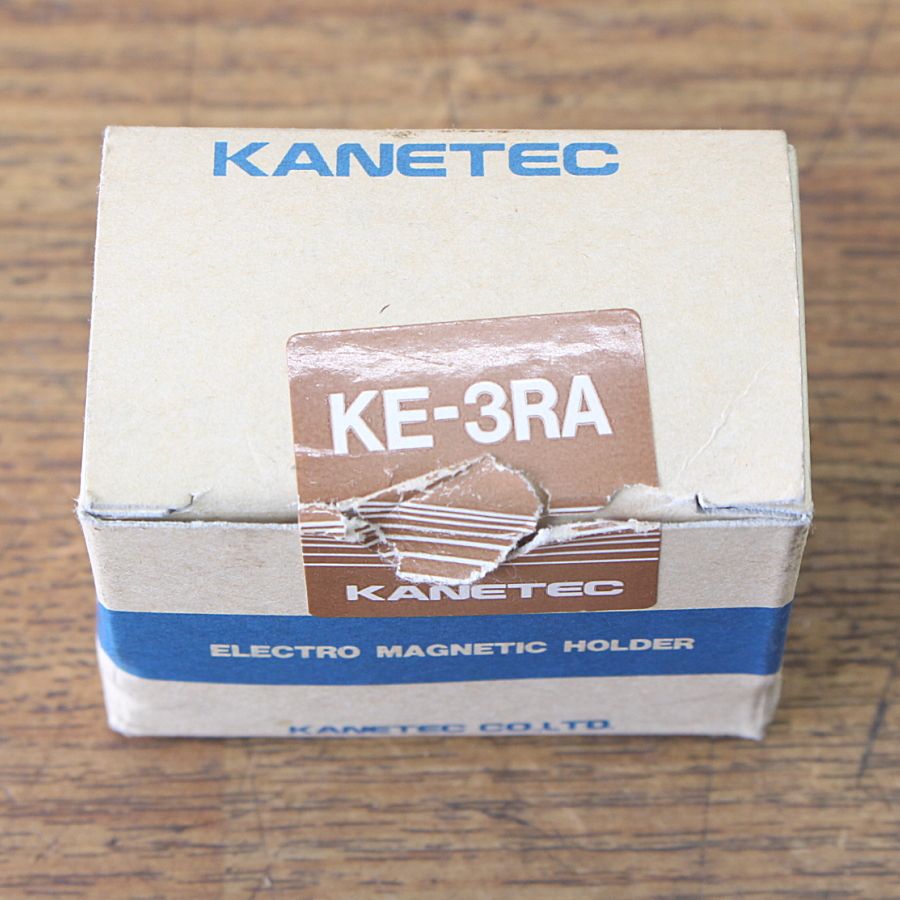 KANETEC
KE-3RA
KANETEC
ELECTRO MAGNETIC HOLDER
KANETEC CO.LTD.